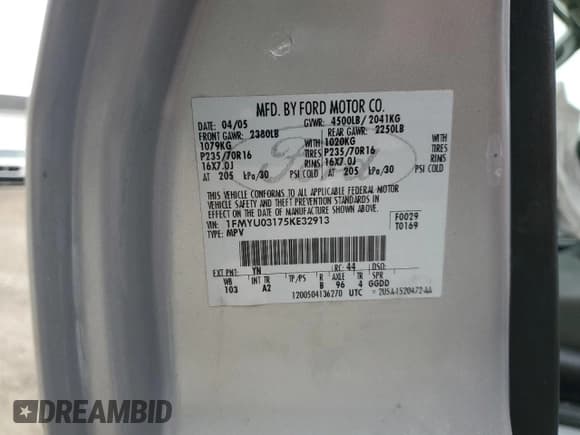 MFD. BY FORD MOTOR CO.
DATE 04/05 GVWR: 4500LB/ 2041KG
FRONT GAWR: 2380LB REAR GAWR: 2250LB
1079KG WITH 1020KG WITH
P235/70R16 TIRES P235/70R16 TIRES
16X7.0J RIMS 16X7.0J RIMS
AT 205 kPa/30 PSI COLD AT 205 kPa/30 PSI COLD
THIS VEHICLE CONFORMS TO ALL APPLICABLE FEDERAL MOTOR
VEHICLE SAFETY AND THEFT PREVENTION STANDARDS IN EFFECT
ON THE DATE OF MANUFACTURE SHOWN ABOVE.
VIN: 1FMYU03175KE32913 F0029
TYPE: MPV T0169
EXT PNT: YN RC: 44 DSO:
WB INT TR TP/PS R AXLE TR SPR
103 A2 B 96 4 GGDD
1200504136270 UTC
Ford
DREAMBID